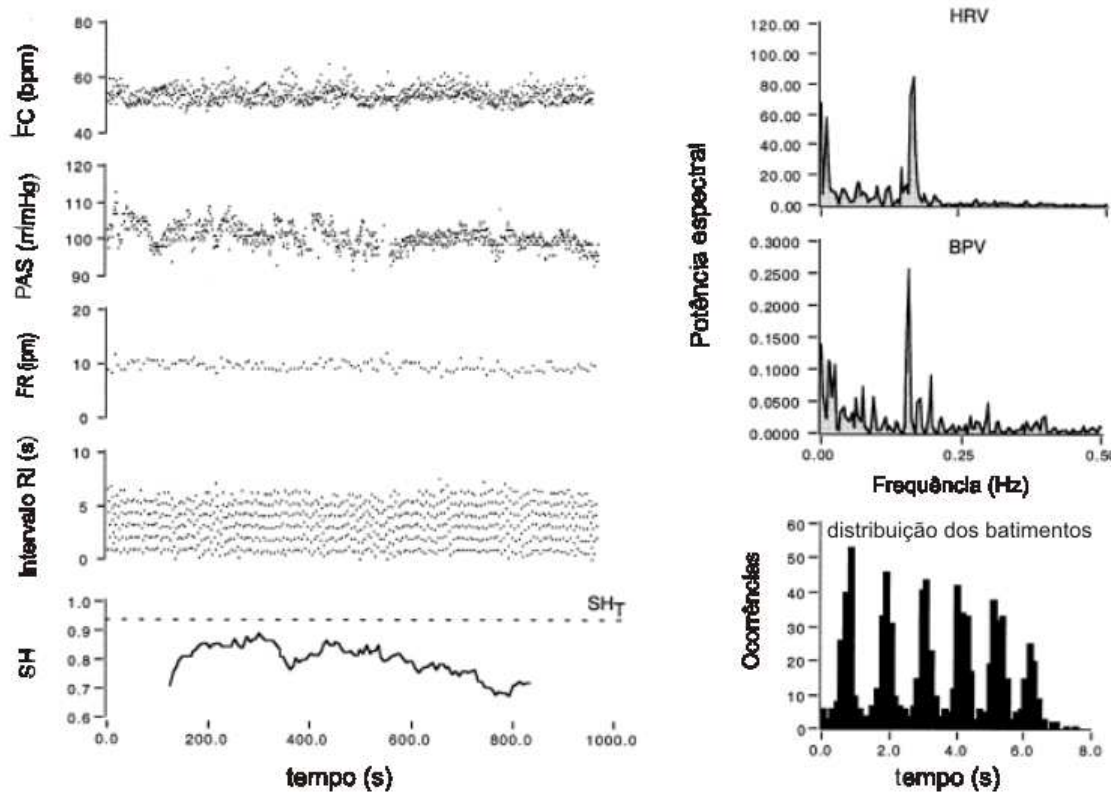 80
60
40
FC (bpm)
120
110
100
90
PAS (mmHg)
20
10
0
FR (ipm)
10
5
0
Intervalo RI (s)
1.0
0.9
0.8
0.7
0.6
SH
SH_T
0.0 200.0 400.0 600.0 800.0 1000.0
tempo (s)
HRV
120.00
100.00
80.00
60.00
40.00
20.00
0.00
Potência espectral
BPV
0.3000
0.2500
0.2000
0.1500
0.1000
0.0500
0.0000
0.00 0.25 0.50
Frequência (Hz)
distribuição dos batimentos
60
50
40
30
20
10
0
Ocorrências
0.0 2.0 4.0 6.0 8.0
tempo (s)